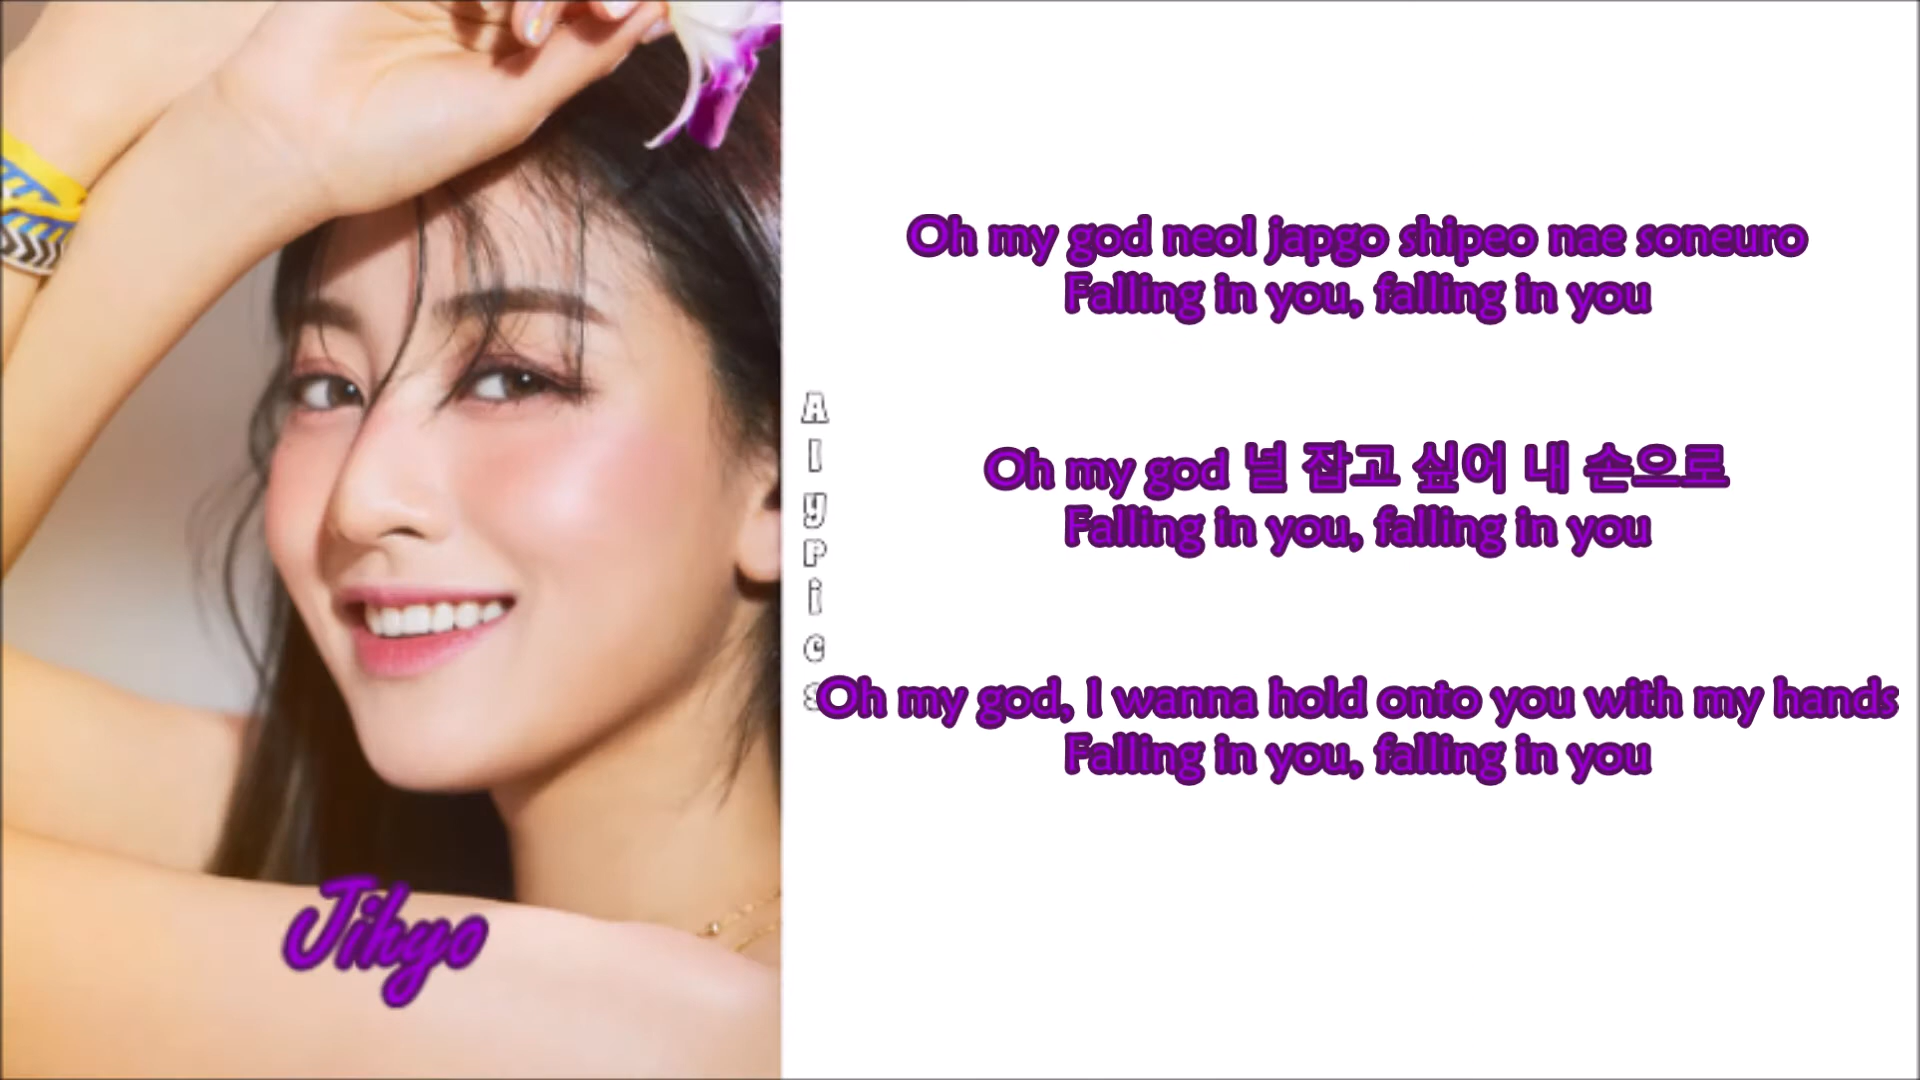 Oh my god neol japgo shipeo nae soneuro
Falling in you, falling in you
Oh my god 널 잡고 싶어 내 손으로
Falling in you, falling in you
Oh my god, I wanna hold onto you with my hands
Falling in you, falling in you
Alypics
Jihyo